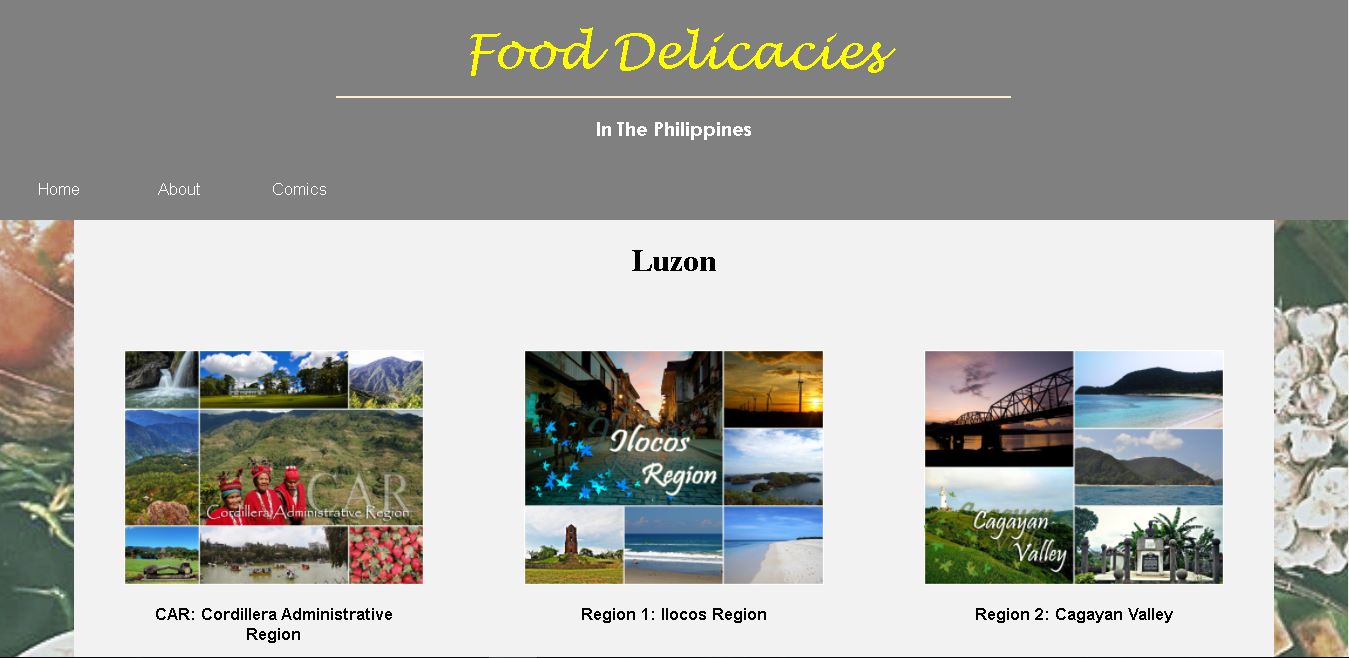 Food Delicacies
In The Philippines
Home About Comics
Luzon
CAR
Cordillera Administrative Region
Ilocos
Region
Cagayan
Valley
CAR: Cordillera Administrative
Region
Region 1: Ilocos Region
Region 2: Cagayan Valley